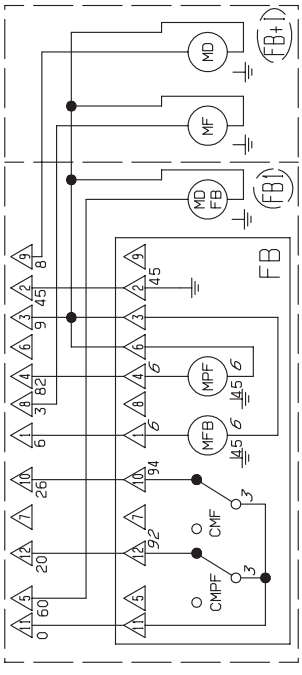 11 5 12 7 10 1 8 4 6 3 2 9
0 60 20 26 6 3 82 9 45 8
11 5 12 7 10 1 8 4 6 3 2 9
92 94 6 6 45
MD
MF
MD
FB
MFB MPF
CMPF CMF
3 3
45 6 45 6
FB
(FB1) (FB+1)